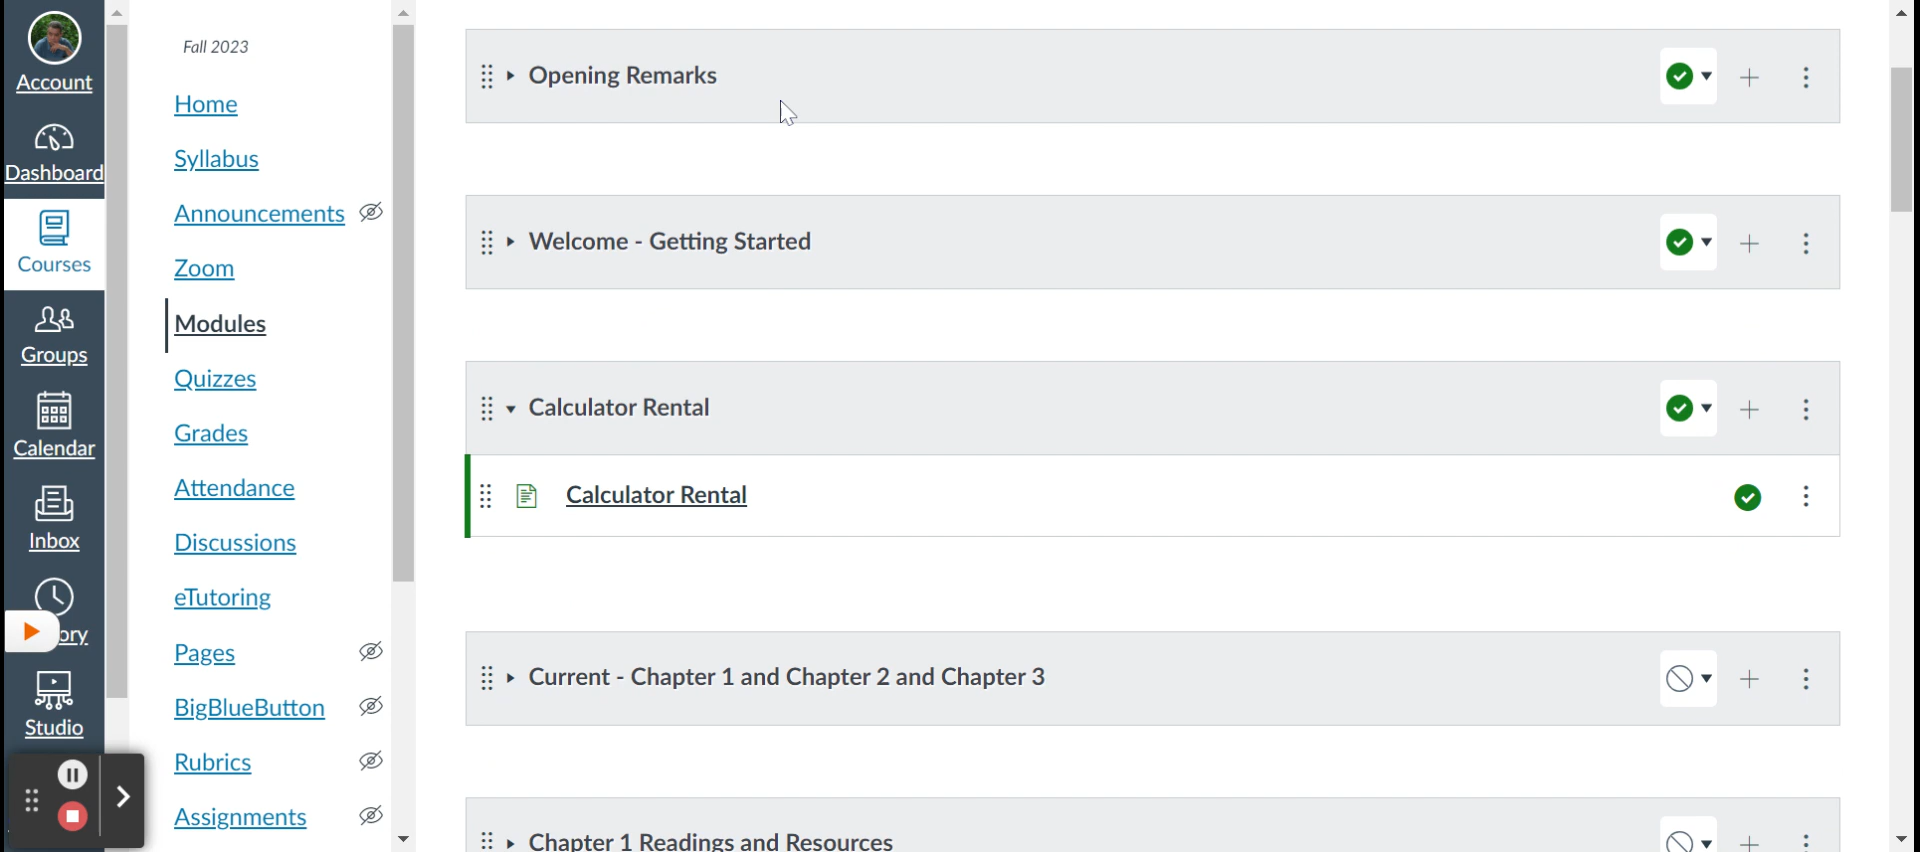 Account
Dashboard
Courses
Groups
Calendar
Inbox
ory
Studio
Fall 2023
Home
Syllabus
Announcements
Zoom
Modules
Quizzes
Grades
Attendance
Discussions
eTutoring
Pages
BigBlueButton
Rubrics
Assignments
Opening Remarks
Welcome - Getting Started
Calculator Rental
Calculator Rental
Current - Chapter 1 and Chapter 2 and Chapter 3
Chapter 1 Readings and Resources